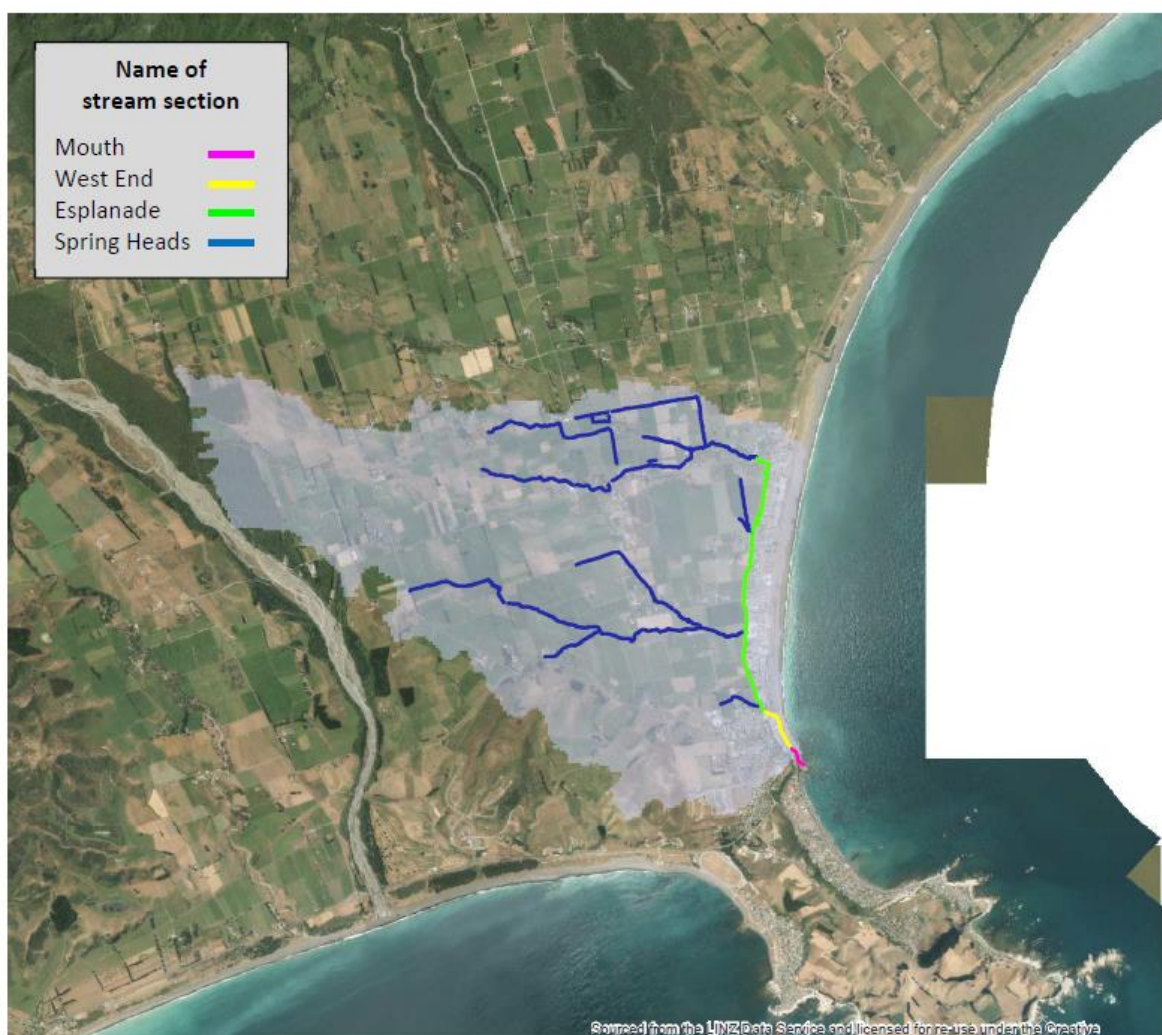 Name of
stream section
Mouth
West End
Esplanade
Spring Heads
Sourced from the LINZ Data Service and licensed for re-use under the Creative